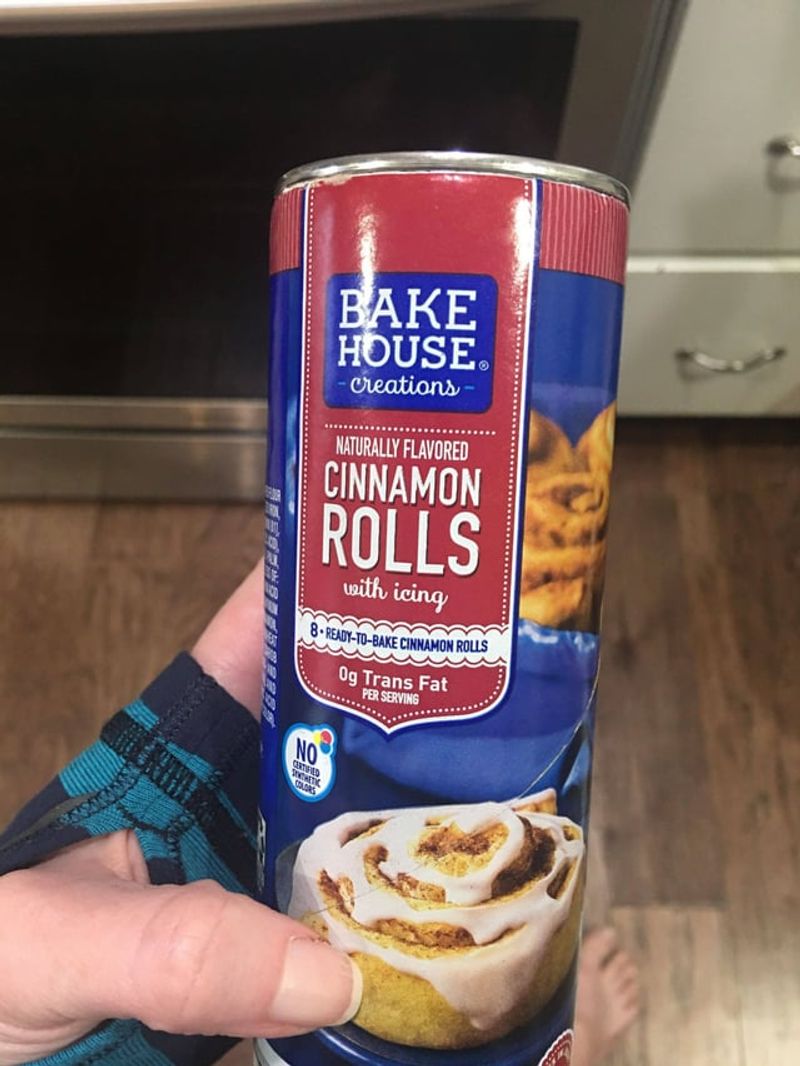 BAKE
HOUSE®
creations
NATURALLY FLAVORED
CINNAMON
ROLLS
with icing
8 • READY-TO-BAKE CINNAMON ROLLS
0g Trans Fat
PER SERVING
NO
CERTIFIED
SYNTHETIC
COLORS